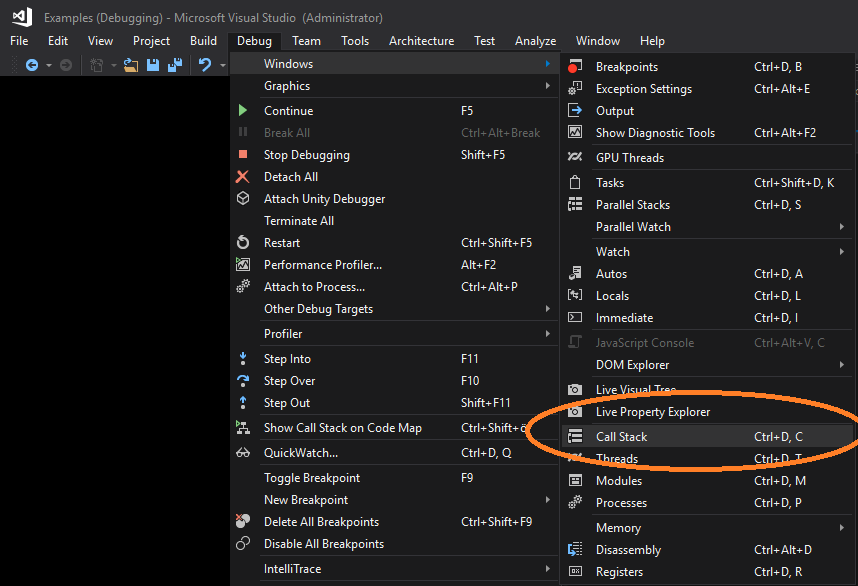 Examples (Debugging) - Microsoft Visual Studio (Administrator)
File Edit View Project Build Debug Team Tools Architecture Test Analyze Window Help
Windows
Graphics
Continue F5
Break All Ctrl+Alt+Break
Stop Debugging Shift+F5
Detach All
Attach Unity Debugger
Terminate All
Restart Ctrl+Shift+F5
Performance Profiler... Alt+F2
Attach to Process... Ctrl+Alt+P
Other Debug Targets
Profiler
Step Into F11
Step Over F10
Step Out Shift+F11
Show Call Stack on Code Map Ctrl+Shift+
QuickWatch... Ctrl+D, Q
Toggle Breakpoint F9
New Breakpoint
Delete All Breakpoints Ctrl+Shift+F9
Disable All Breakpoints
IntelliTrace
Breakpoints Ctrl+D, B
Exception Settings Ctrl+Alt+E
Output
Show Diagnostic Tools Ctrl+Alt+F2
GPU Threads
Tasks Ctrl+Shift+D, K
Parallel Stacks Ctrl+D, S
Parallel Watch
Watch
Autos Ctrl+D, A
Locals Ctrl+D, L
Immediate Ctrl+D, I
JavaScript Console Ctrl+Alt+V, C
DOM Explorer
Live Visual Tree
Live Property Explorer
Call Stack Ctrl+D, C
Threads Ctrl+D, T
Modules Ctrl+D, M
Processes Ctrl+D, P
Memory
Disassembly Ctrl+Alt+D
Registers Ctrl+D, R